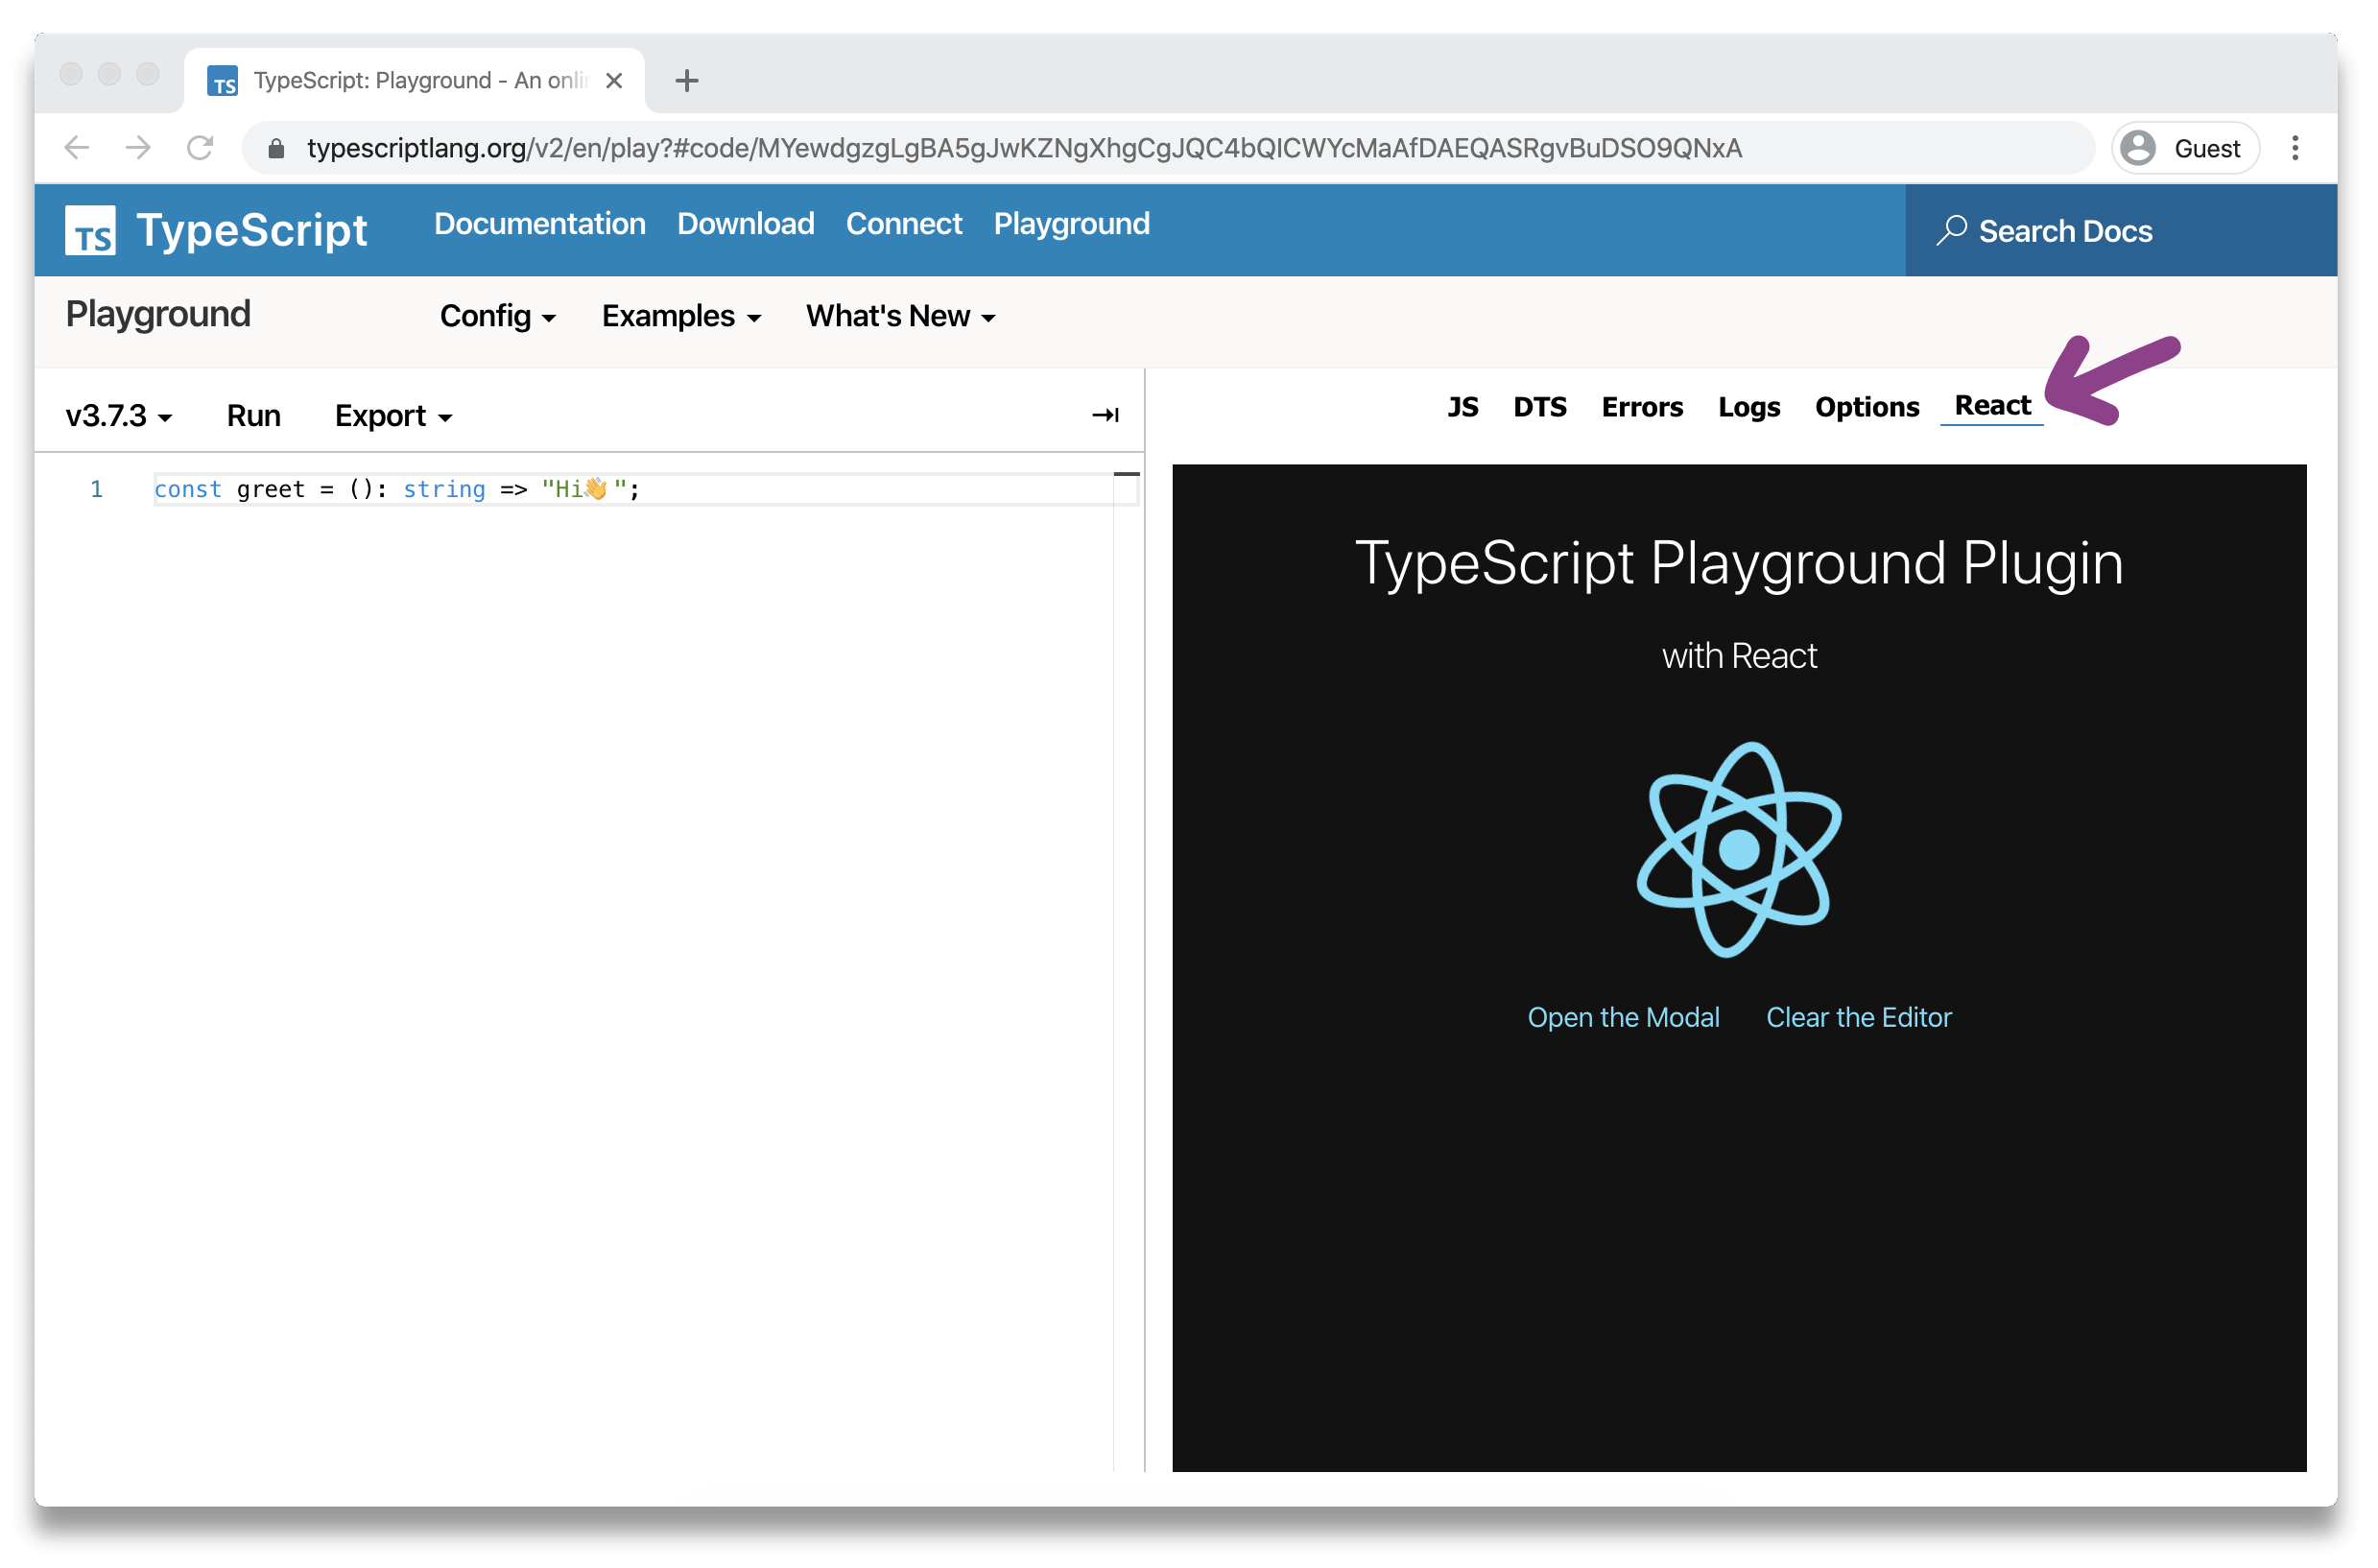 TS TypeScript: Playground - An onli
typescriptlang.org/v2/en/play?#code/MYewdgzgLgBA5gJwKZNgXhgCgJQC4bQICWYcMaAfDAEQASRgvBuDSO9QNxA
Guest
TS TypeScript Documentation Download Connect Playground Search Docs
Playground Config Examples What's New
v3.7.3 Run Export
JS DTS Errors Logs Options React
1 const greet = (): string => "Hi👋";
TypeScript Playground Plugin
with React
Open the Modal Clear the Editor